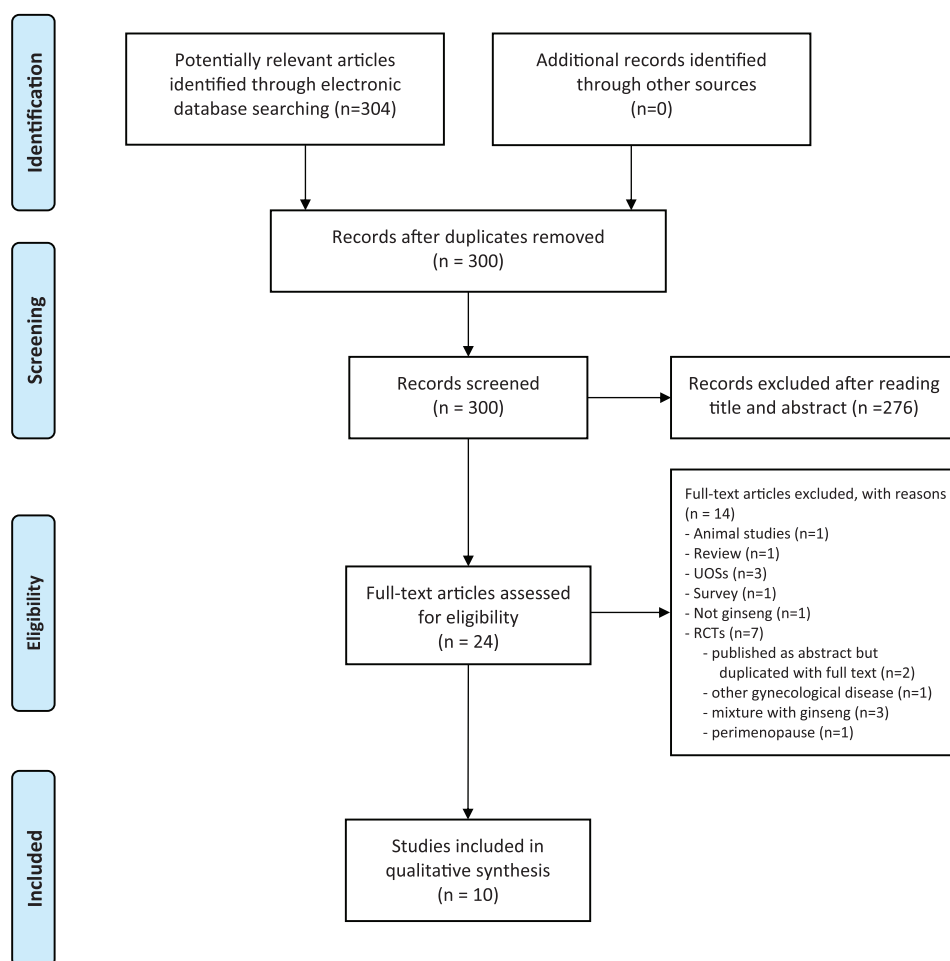 Identification
Potentially relevant articles
identified through electronic
database searching (n=304)
Additional records identified
through other sources
(n=0)
Records after duplicates removed
(n = 300)
Screening
Records screened
(n = 300)
Records excluded after reading
title and abstract (n =276)
Eligibility
Full-text articles assessed
for eligibility
(n = 24)
Full-text articles excluded, with reasons
(n = 14)
- Animal studies (n=1)
- Review (n=1)
- UOSs (n=3)
- Survey (n=1)
- Not ginseng (n=1)
- RCTs (n=7)
- published as abstract but
duplicated with full text (n=2)
- other gynecological disease (n=1)
- mixture with ginseng (n=3)
- perimenopause (n=1)
Included
Studies included in
qualitative synthesis
(n = 10)